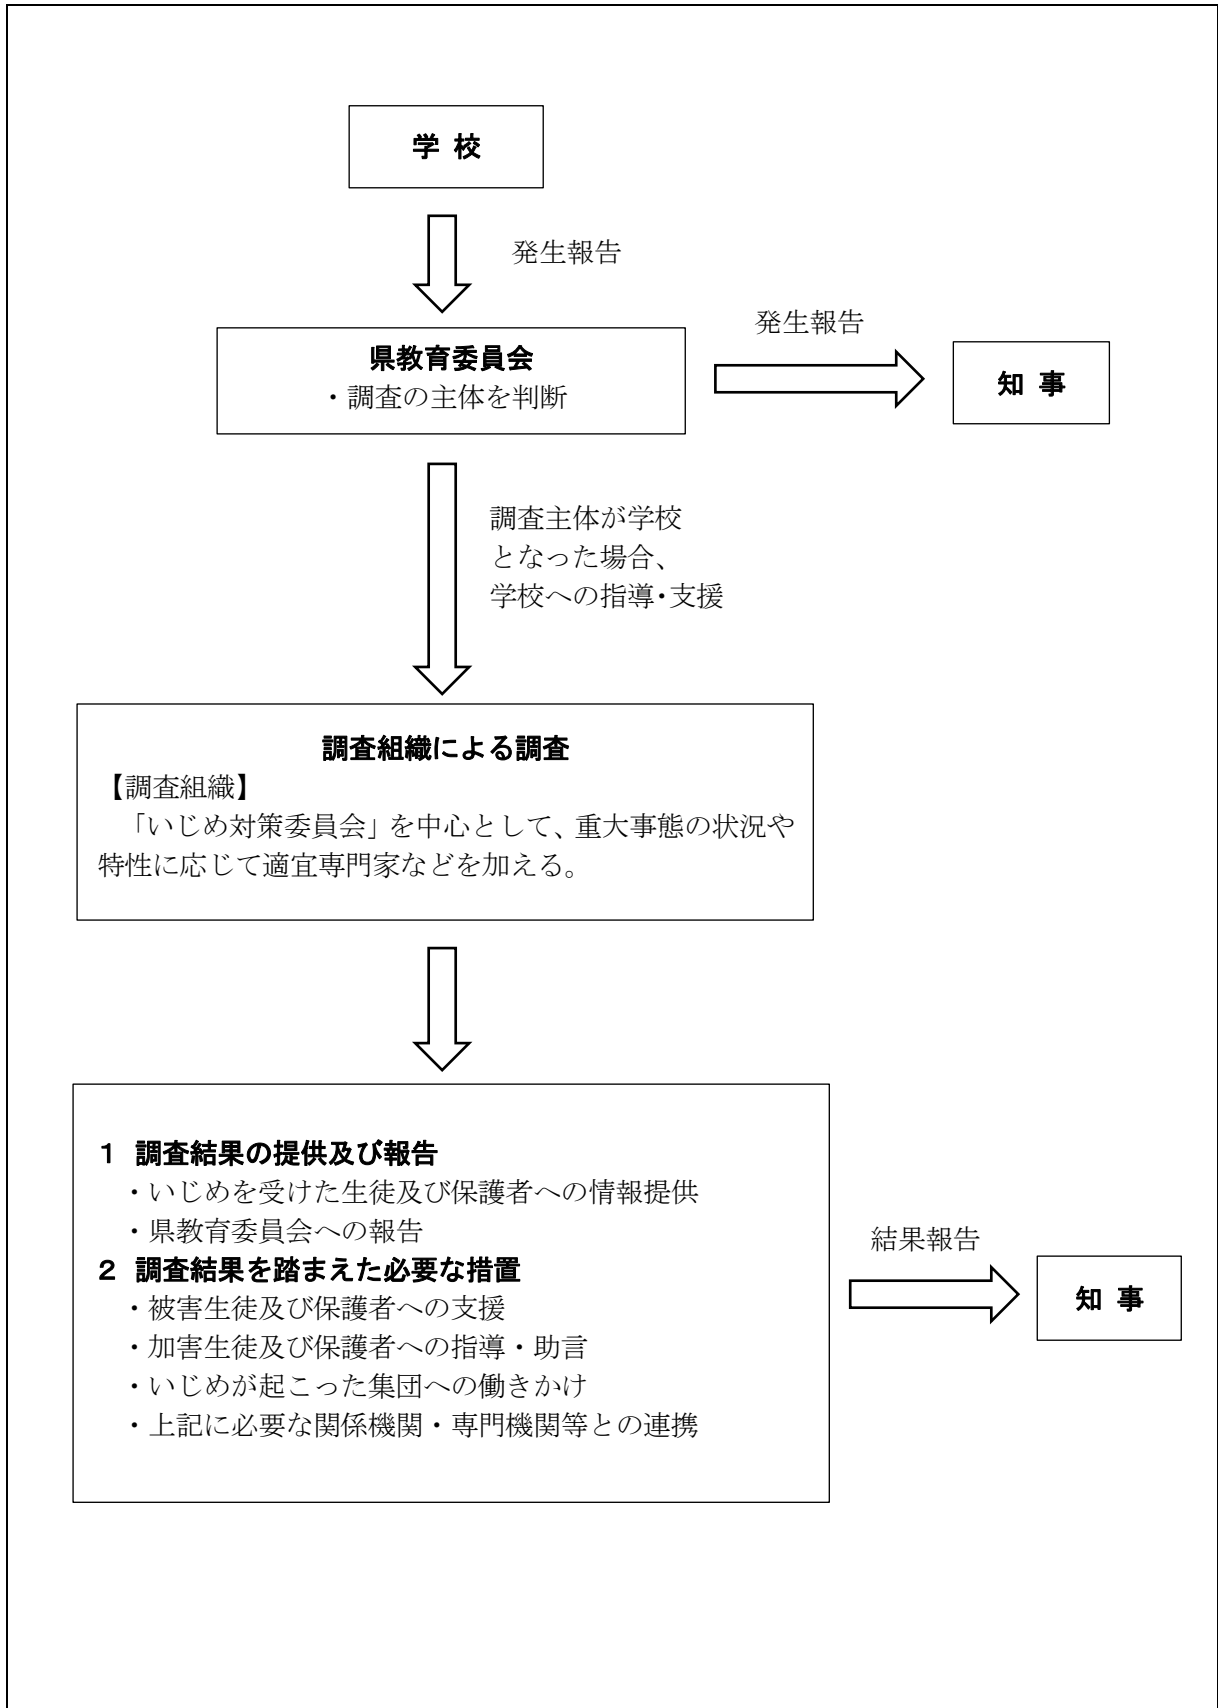 学 校
発生報告
発生報告
県教育委員会
・調査の主体を判断
知 事
調査主体が学校
となった場合、
学校への指導・支援
調査組織による調査
【調査組織】
「いじめ対策委員会」を中心として、重大事態の状況や
特性に応じて適宜専門家などを加える。
1 調査結果の提供及び報告
・いじめを受けた生徒及び保護者への情報提供
・県教育委員会への報告
2 調査結果を踏まえた必要な措置
・被害生徒及び保護者への支援
・加害生徒及び保護者への指導・助言
・いじめが起こった集団への働きかけ
・上記に必要な関係機関・専門機関等との連携
結果報告
知 事